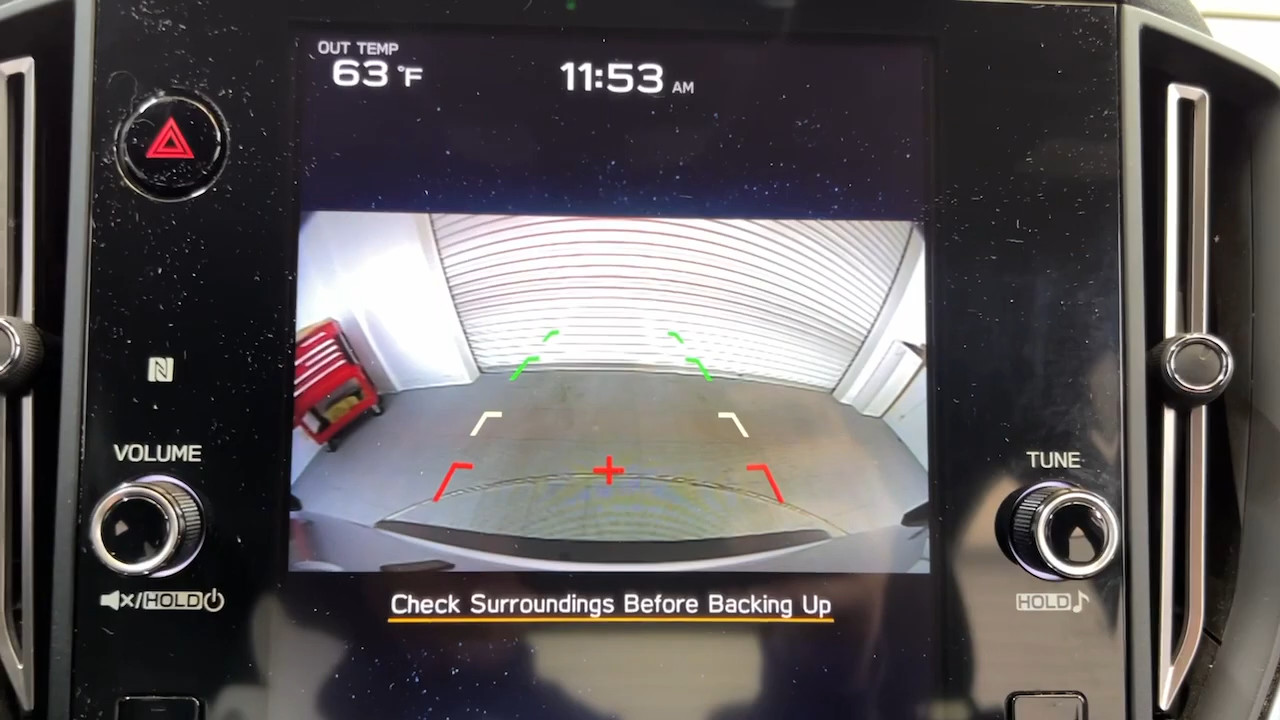 OUT TEMP
63 °F
11:53 AM
VOLUME
TUNE
/HOLD
HOLD
Check Surroundings Before Backing Up